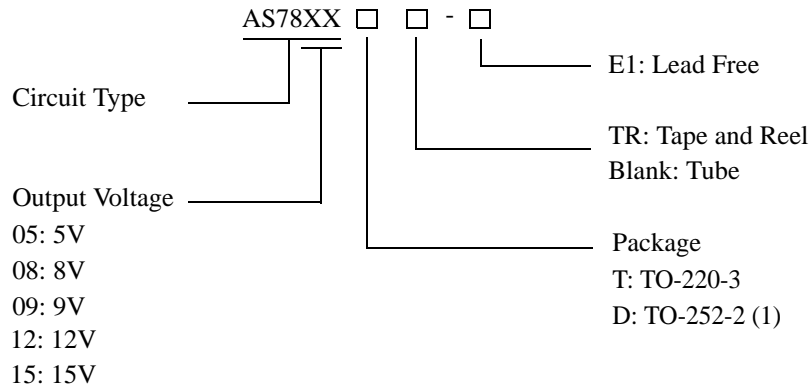 AS78XX □ □ - □
E1: Lead Free
Circuit Type
TR: Tape and Reel
Blank: Tube
Output Voltage
05: 5V
08: 8V
09: 9V
12: 12V
15: 15V
Package
T: TO-220-3
D: TO-252-2 (1)